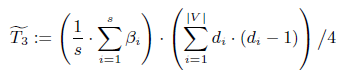 $\widetilde{T_3} := \left( \frac{1}{s} \cdot \sum_{i=1}^{s} \beta_i \right) \cdot \left( \sum_{i=1}^{|V|} d_i \cdot (d_i - 1) \right) / 4$